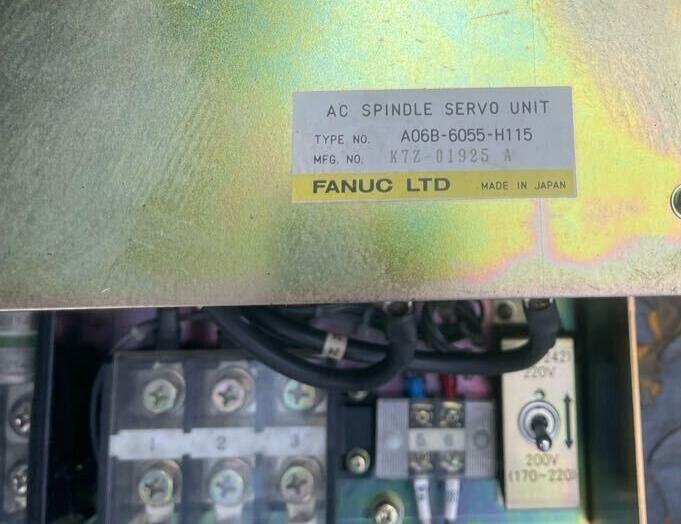 AC SPINDLE SERVO UNIT
TYPE NO. A06B-6055-H115
MFG. NO. K7Z-01925 A
FANUC LTD MADE IN JAPAN
242)
220V
1 2 3
5 6
200V
(170-220)